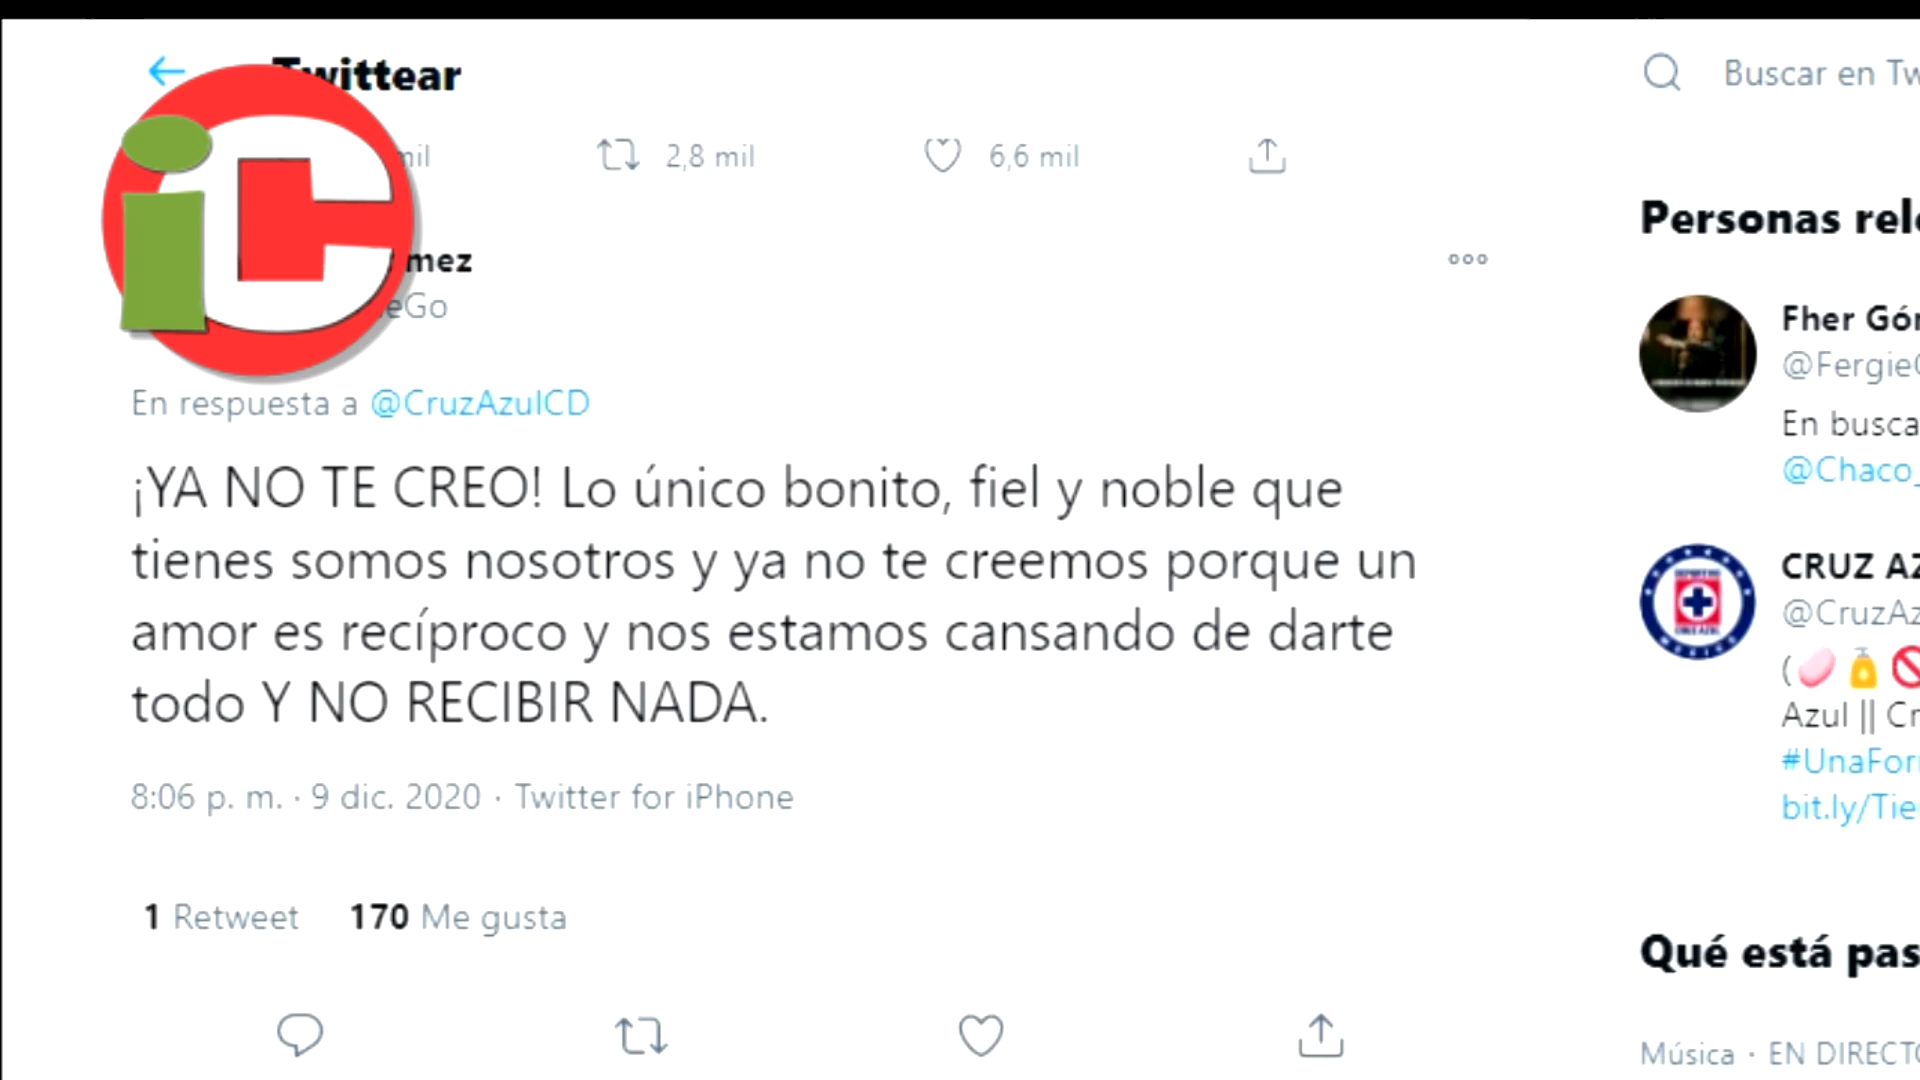 Twittear
Buscar en Tw
mil
2,8 mil
6,6 mil
iC
Personas rel
mez
eGo
Fher Gó
@Fergie
En respuesta a @CruzAzulCD
En busca
@Chaco_
¡YA NO TE CREO! Lo único bonito, fiel y noble que
tienes somos nosotros y ya no te creemos porque un
amor es recíproco y nos estamos cansando de darte
todo Y NO RECIBIR NADA.
CRUZ AZ
@CruzAz
(
Azul || Cr
#UnaFor
bit.ly/Tie
8:06 p. m. · 9 dic. 2020 · Twitter for iPhone
1 Retweet 170 Me gusta
Qué está pas
Música · EN DIRECTO